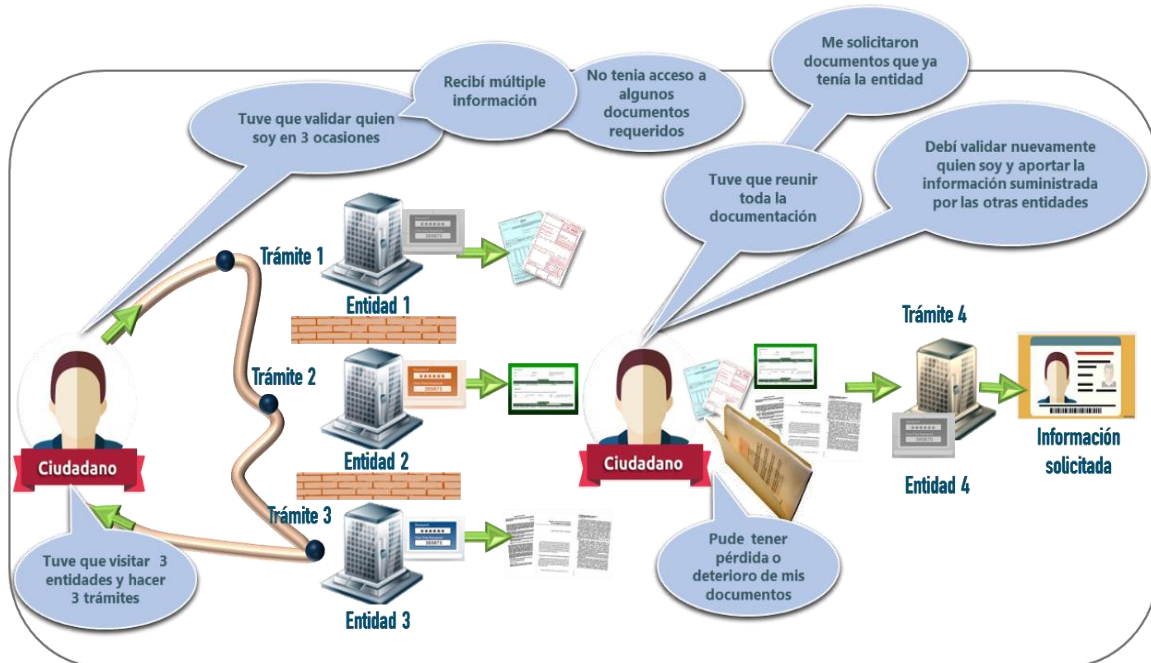 Me solicitaron
documentos que ya
tenía la entidad
Recibí múltiple
información
No tenia acceso a
algunos
documentos
requeridos
Tuve que validar quien
soy en 3 ocasiones
Debí validar nuevamente
quien soy y aportar la
información suministrada
por las otras entidades
Tuve que reunir
toda la
documentación
Trámite 1
Entidad 1
Trámite 2
Entidad 2
Trámite 3
Entidad 3
Ciudadano
Tuve que visitar 3
entidades y hacer
3 trámites
Ciudadano
Pude tener
pérdida o
deterioro de mis
documentos
Trámite 4
Entidad 4
Información
solicitada